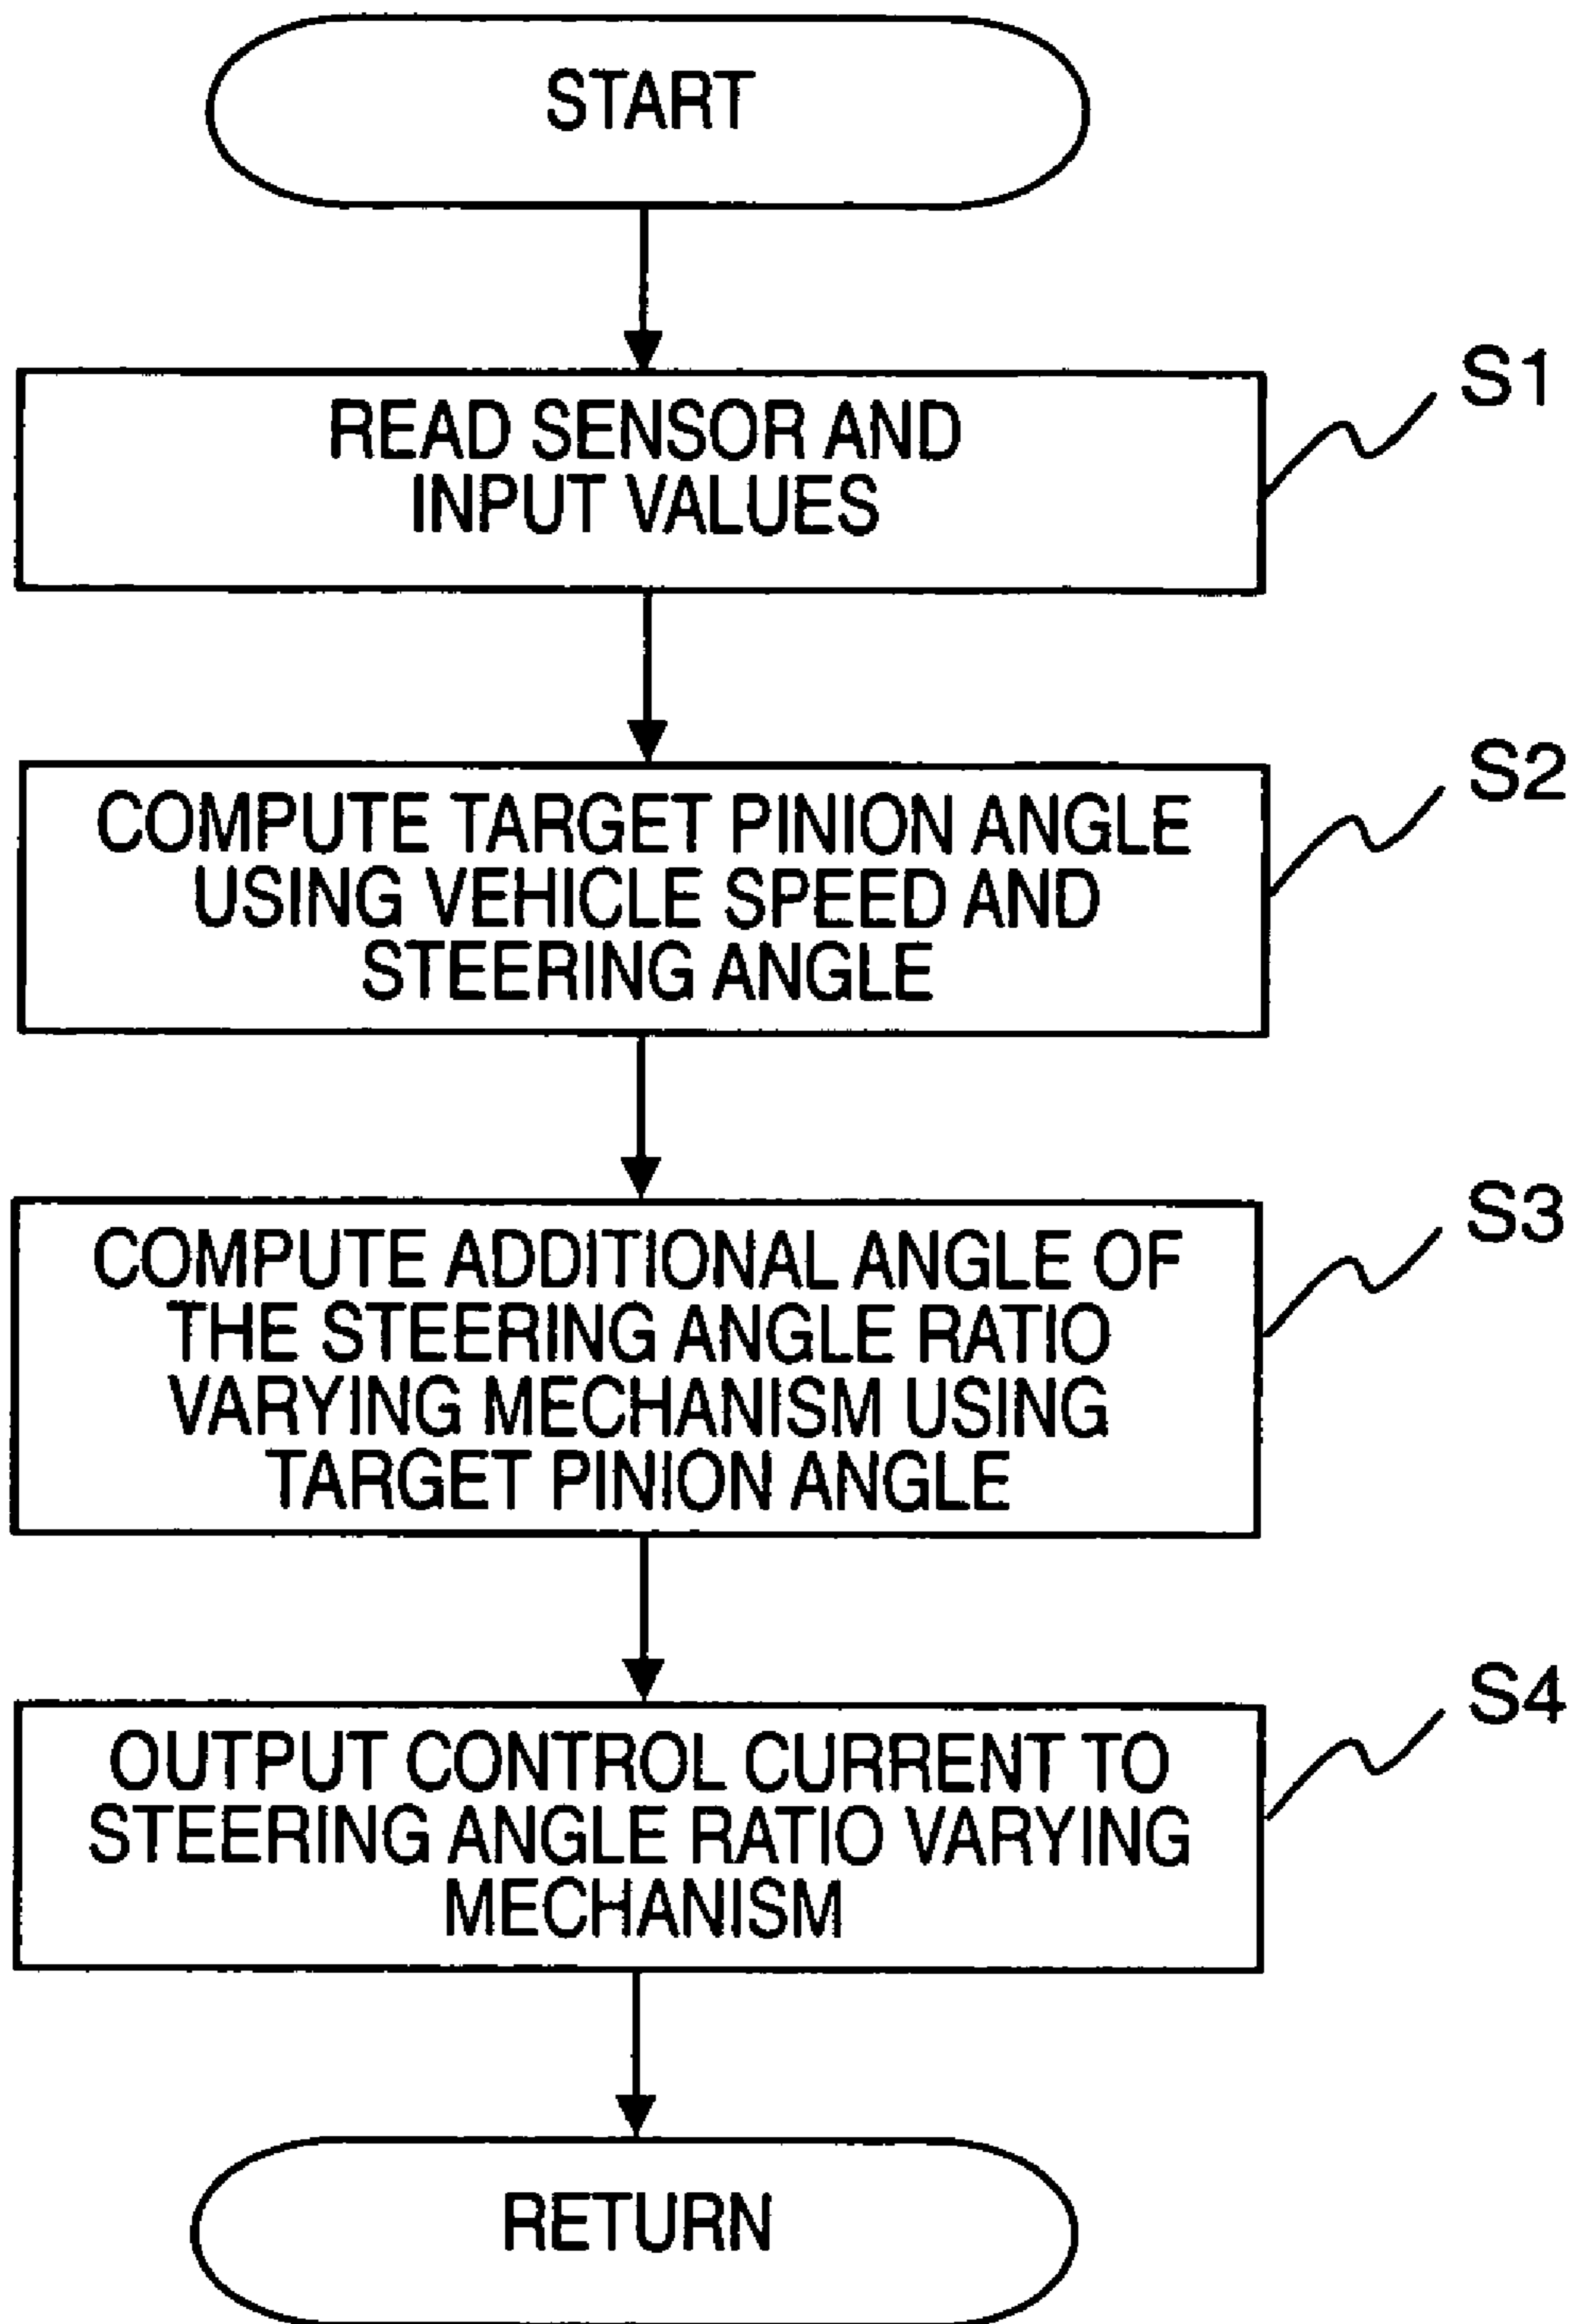 START
S1
READ SENSOR AND
INPUT VALUES
S2
COMPUTE TARGET PINION ANGLE
USING VEHICLE SPEED AND
STEERING ANGLE
S3
COMPUTE ADDITIONAL ANGLE OF
THE STEERING ANGLE RATIO
VARYING MECHANISM USING
TARGET PINION ANGLE
S4
OUTPUT CONTROL CURRENT TO
STEERING ANGLE RATIO VARYING
MECHANISM
RETURN